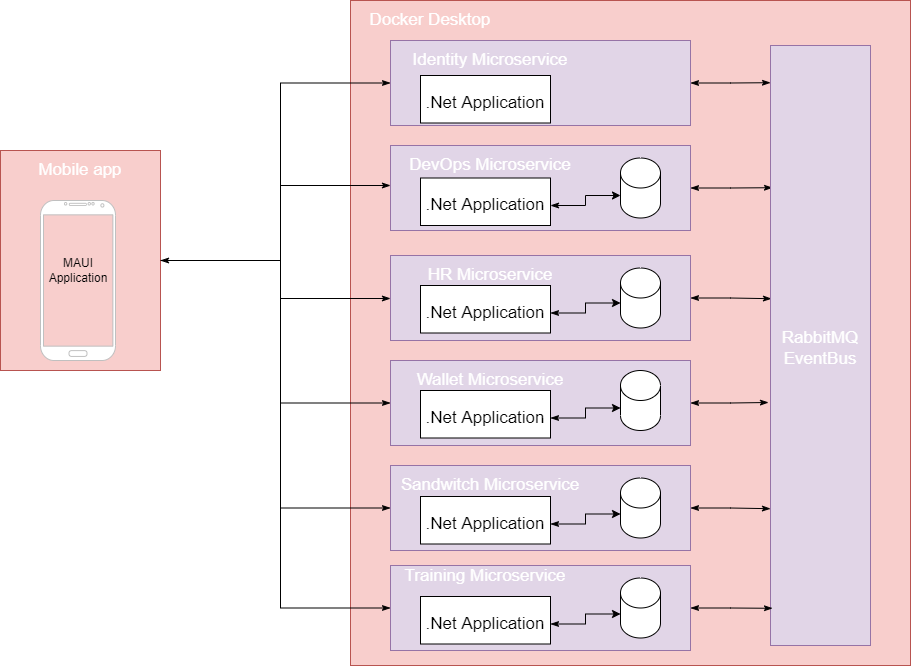 Docker Desktop
Identity Microservice
.Net Application
DevOps Microservice
.Net Application
Mobile app
MAUI
Application
HR Microservice
.Net Application
RabbitMQ
EventBus
Wallet Microservice
.Net Application
Sandwitch Microservice
.Net Application
Training Microservice
.Net Application